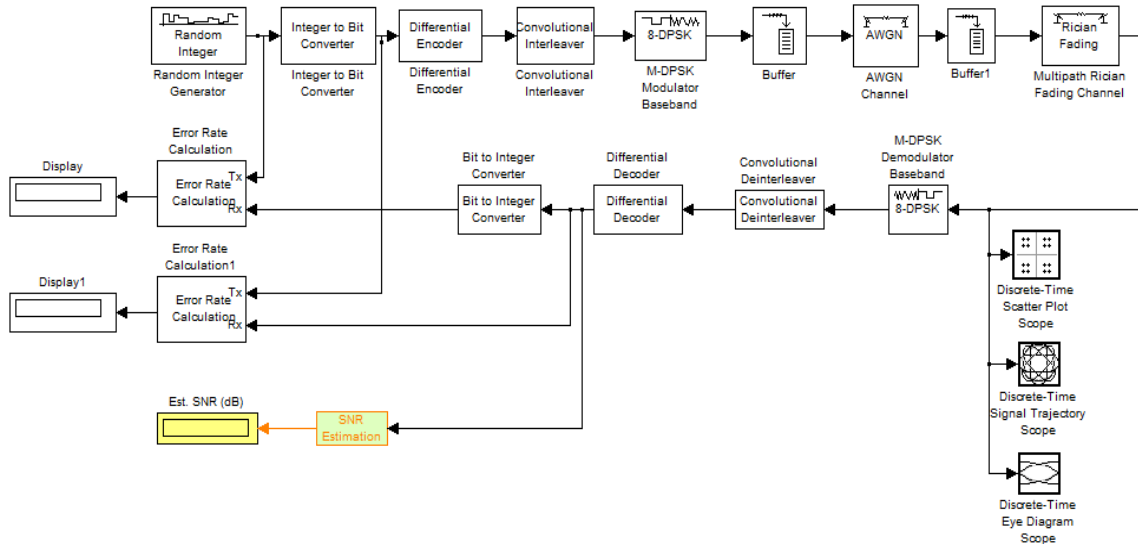 Random
Integer
Random Integer
Generator
Integer to Bit
Converter
Integer to Bit
Converter
Differential
Encoder
Differential
Encoder
Convolutional
Interleaver
Convolutional
Interleaver
8-DPSK
M-DPSK
Modulator
Baseband
Buffer
AWGN
AWGN
Channel
Buffer1
Rician
Fading
Multipath Rician
Fading Channel
Display
Error Rate
Calculation
Error Rate
Calculation
Tx
Rx
Bit to Integer
Converter
Bit to Integer
Converter
Differential
Decoder
Differential
Decoder
Convolutional
Deinterleaver
Convolutional
Deinterleaver
M-DPSK
Demodulator
Baseband
8-DPSK
Display1
Error Rate
Calculation1
Error Rate
Calculation
Tx
Rx
Discrete-Time
Scatter Plot
Scope
Discrete-Time
Signal Trajectory
Scope
Est. SNR (dB)
SNR
Estimation
Discrete-Time
Eye Diagram
Scope